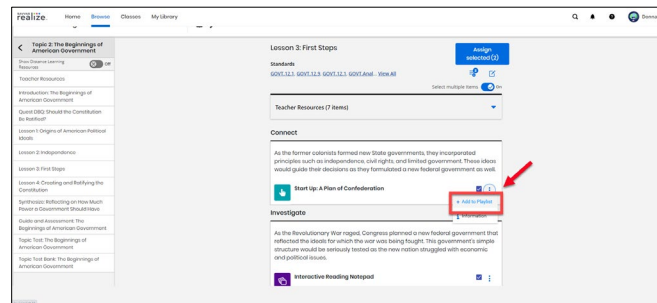 realize.
Home
Browse
Classes
My Library
Donna
Topic 2: The Beginnings of
American Government
Show Distance Learning
Resources
Off
Teacher Resources
Introduction: The Beginnings of
American Government
Quest DBQ: Should the Constitution
Be Ratified?
Lesson 1: Origins of American Political
Ideals
Lesson 2: Independence
Lesson 3: First Steps
Lesson 4: Creating and Ratifying the
Constitution
Synthesize: Reflecting on How Much
Power a Government Should Have
Guide and Assessment: The
Beginnings of American Government
Topic Test: The Beginnings of
American Government
Topic Test Bank: The Beginnings of
American Government
Lesson 3: First Steps
Assign
selected (2)
Standards
GOVT.12.1, GOVT.12.9, GOVT.12.1, GOVT.Anal... View All
Select multiple items
On
Teacher Resources (7 items)
Connect
As the former colonists formed new State governments, they incorporated
principles such as independence, civil rights, and limited government. These ideas
would guide their decisions as they formulated a new federal government as well.
Start Up: A Plan of Confederation
+ Add to Playlist
Information
Investigate
As the Revolutionary War raged, Congress planned a new federal government that
reflected the ideals for which the war was being fought. This government's simple
structure would be seriously tested as the new nation struggled with economic
and political issues.
Interactive Reading Notepad